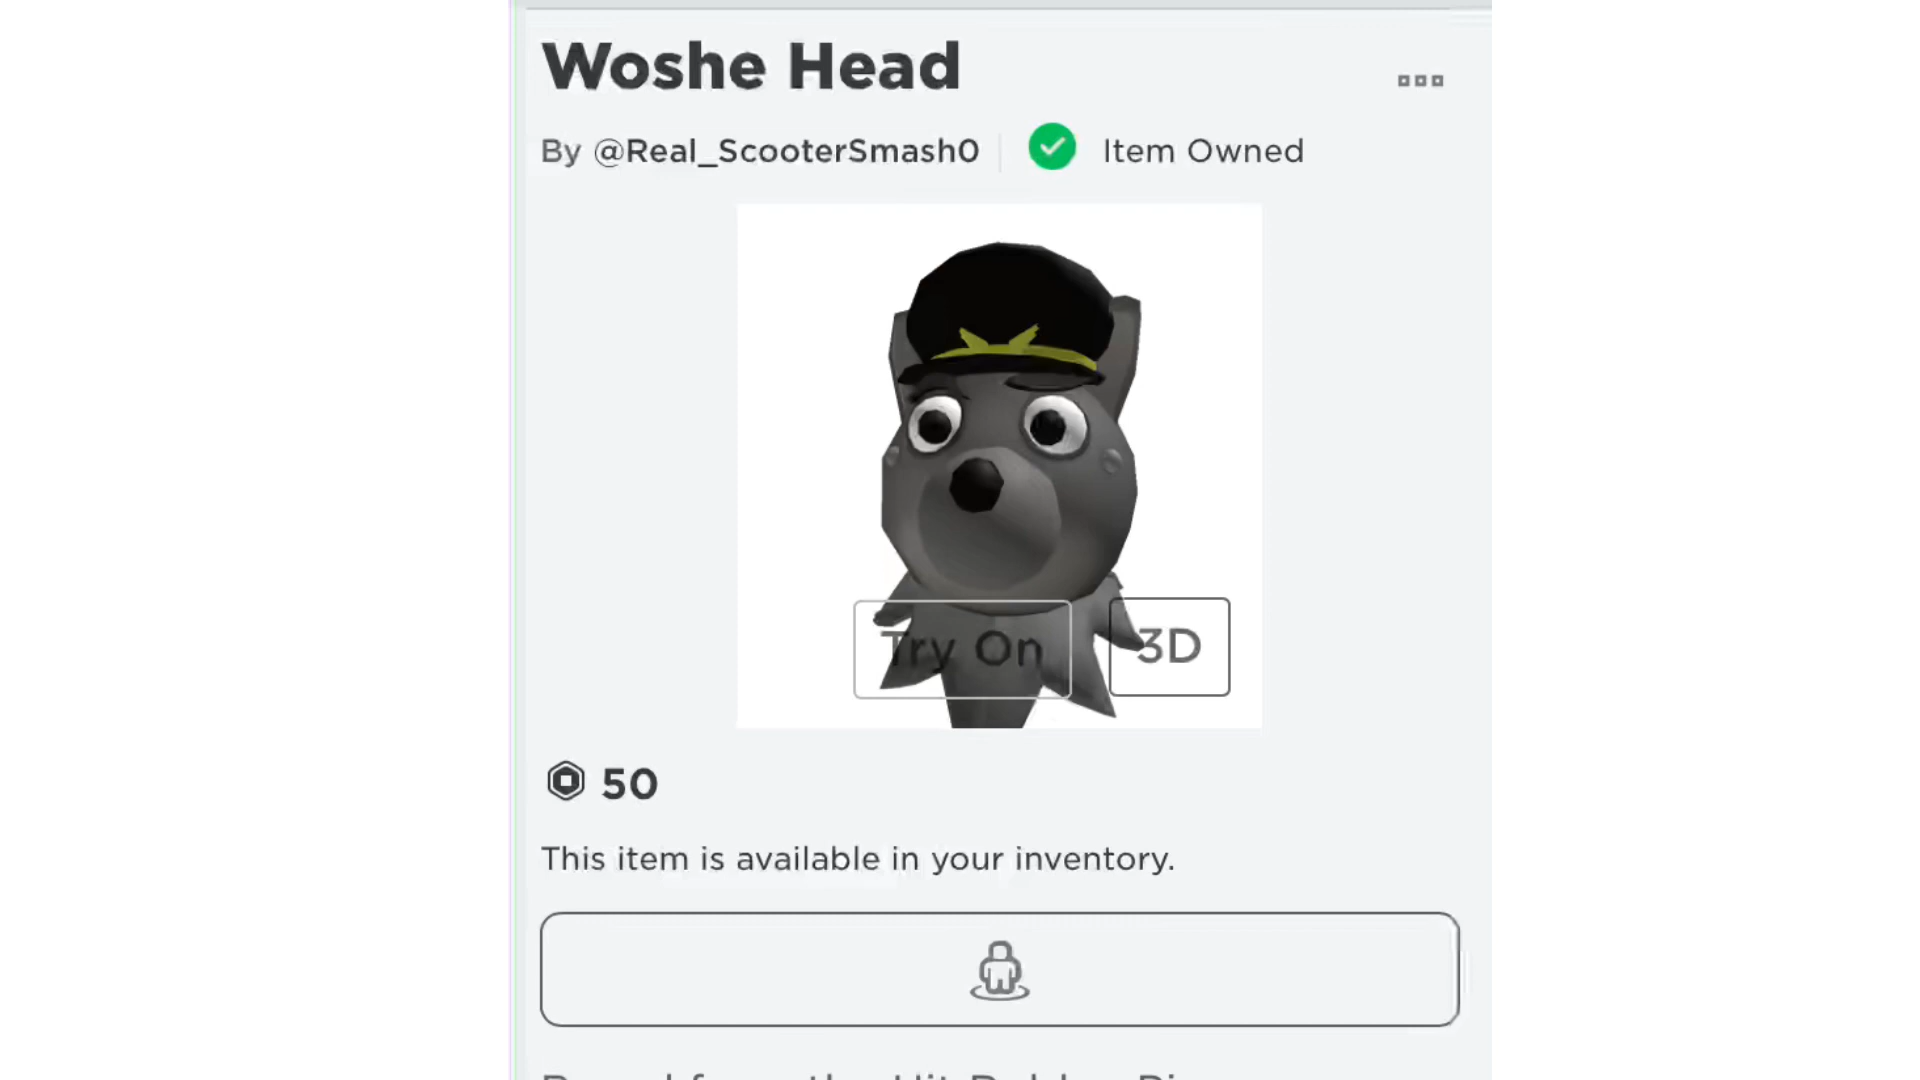 Woshe Head
By @Real_ScooterSmash0
Item Owned
Try On
3D
50
This item is available in your inventory.